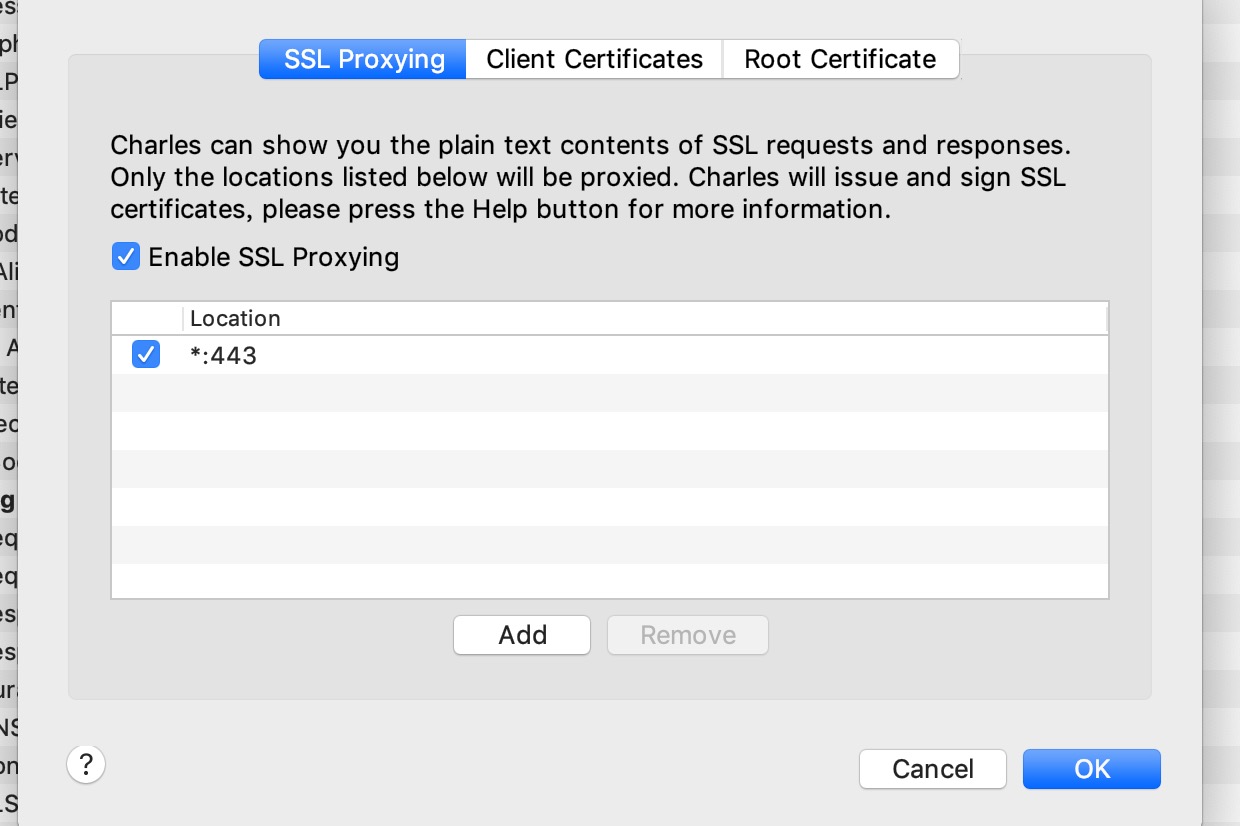 SSL Proxying Client Certificates Root Certificate
Charles can show you the plain text contents of SSL requests and responses.
Only the locations listed below will be proxied. Charles will issue and sign SSL
certificates, please press the Help button for more information.
Enable SSL Proxying
Location
*:443
Add Remove
? Cancel OK